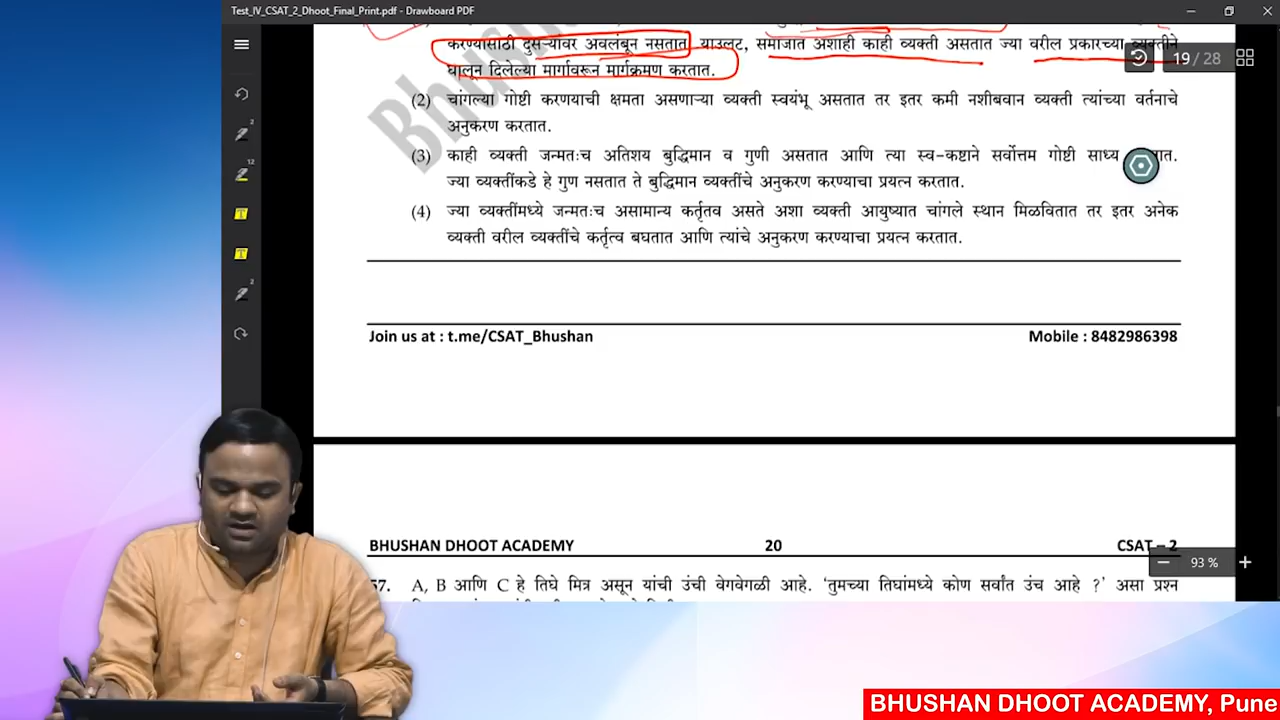 Test_IV_CSAT_2_Dhoot_Final_Print.pdf - Drawboard PDF
करण्यासाठी दुसऱ्यावर अवलंबून नसतात याउलट, समाजात अशाही काही व्यक्ती असतात ज्या वरील प्रकारच्या व्यक्तीने
घालून दिलेल्या मार्गावरून मार्गक्रमण करतात.
19 / 28
(2) चांगल्या गोष्टी करणयाची क्षमता असणाऱ्या व्यक्ती स्वयंभू असतात तर इतर कमी नशीबवान व्यक्ती त्यांच्या वर्तनाचे
अनुकरण करतात.
(3) काही व्यक्ती जन्मतःच अतिशय बुद्धिमान व गुणी असतात आणि त्या स्व-कष्टाने सर्वोत्तम गोष्टी साध्य
ज्या व्यक्तींकडे हे गुण नसतात ते बुद्धिमान व्यक्तींचे अनुकरण करण्याचा प्रयत्न करतात.
(4) ज्या व्यक्तींमध्ये जन्मतःच असामान्य कर्तृतव असते अशा व्यक्ती आयुष्यात चांगले स्थान मिळवितात तर इतर अनेक
व्यक्ती वरील व्यक्तींचे कर्तृत्व बघतात आणि त्यांचे अनुकरण करण्याचा प्रयत्न करतात.
Join us at : t.me/CSAT_Bhushan Mobile : 8482986398
BHUSHAN DHOOT ACADEMY 20 CSAT – 2
93 %
57. A, B आणि C हे तिघे मित्र असून यांची उंची वेगवेगळी आहे. 'तुमच्या तिघांमध्ये कोण सर्वांत उंच आहे ?' असा प्रश्न
BHUSHAN DHOOT ACADEMY, Pune